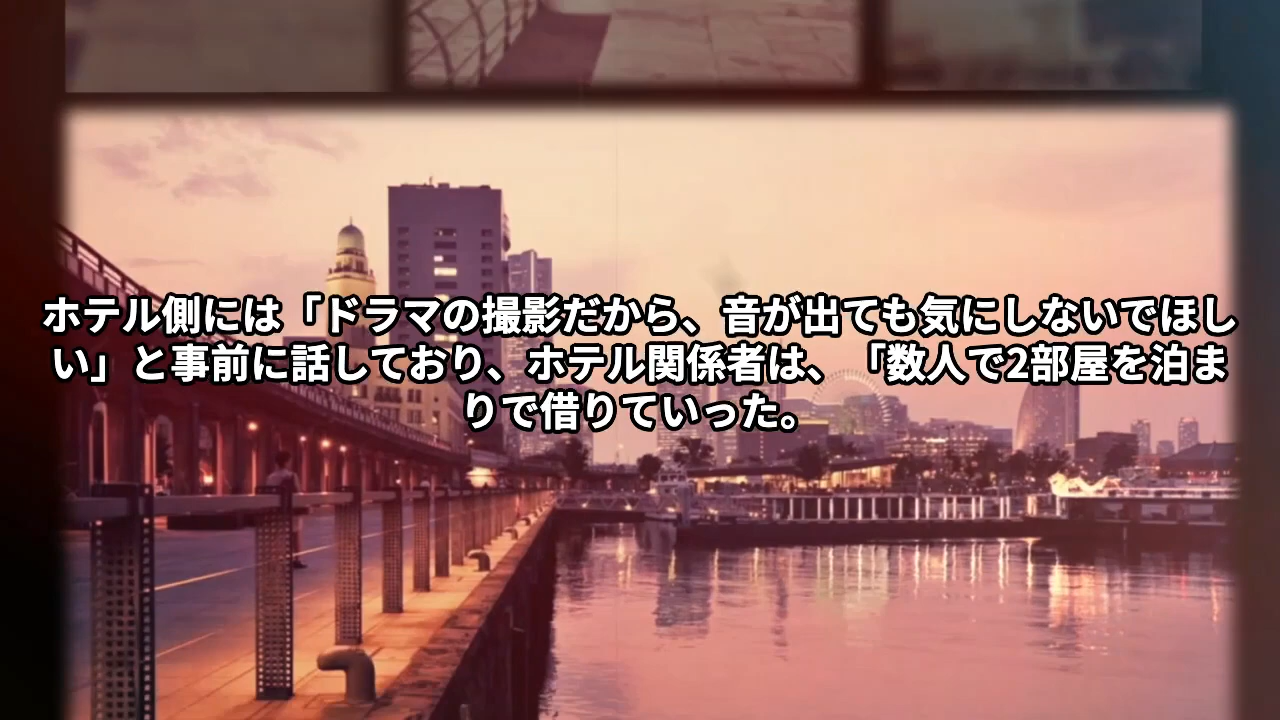 ホテル側には「ドラマの撮影だから、音が出ても気にしないでほし
い」と事前に話しており、ホテル関係者は、「数人で2部屋を泊ま
りで借りていった。